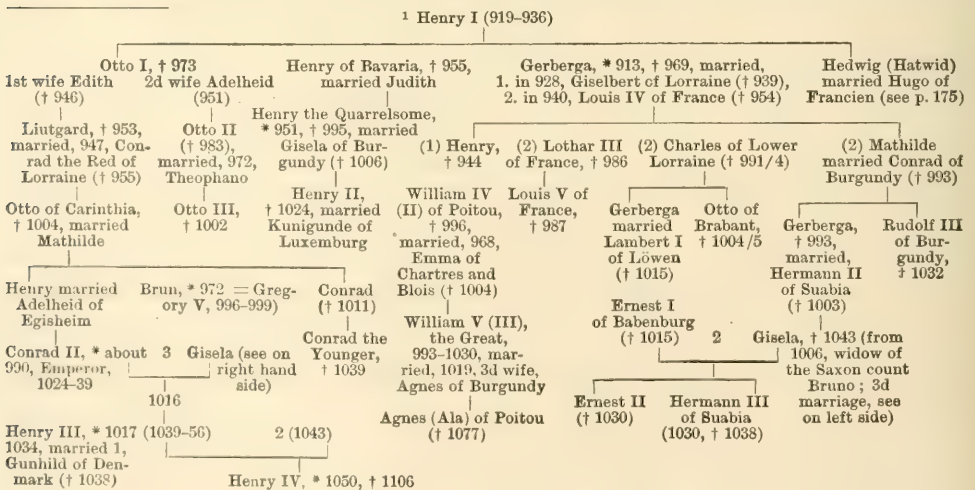 ¹ Henry I (919–936)
Otto I, † 973
1st wife Edith 2d wife Adelheid
(† 946) (951)
Liutgard, † 953,
married, 947, Con-
rad the Red of
Lorraine († 955)
Otto II
(† 983),
married, 972,
Theophano
Otto of Carinthia,
† 1004, married
Mathilde
Otto III,
† 1002
Henry of Bavaria, † 955,
married Judith
Henry the Quarrelsome,
* 951, † 995, married
Gisela of Bur-
gundy († 1006)
Henry II,
† 1024, married
Kunigunde of
Luxemburg
Gerberga, * 913, † 969, married,
1. in 928, Giselbert of Lorraine († 939),
2. in 940, Louis IV of France († 954)
Hedwig (Hatwid)
married Hugo of
Francien (see p. 175)
(1) Henry,
† 944
(2) Lothar III
of France, † 986
(2) Charles of Lower
Lorraine († 991/4)
(2) Mathilde
married Conrad of
Burgundy († 993)
William IV
(II) of Poitou,
† 996,
married, 968,
Emma of
Chartres and
Blois († 1004)
Louis V of
France,
† 987
Gerberga
married
Lambert I
of Löwen
(† 1015)
Otto of
Brabant,
† 1004/5
Gerberga,
† 993,
married,
Hermann II
of Suabia
(† 1003)
Rudolf III
of Bur-
gundy,
† 1032
Henry married
Adelheid of
Egisheim
Brun, * 972 = Greg-
ory V, 996–999)
Conrad
(† 1011)
Conrad the
Younger,
† 1039
William V (III),
the Great,
993–1030, mar-
ried, 1019, 3d wife,
Agnes of Burgundy
Agnes (Ala) of Poitou
(† 1077)
Ernest I
of Babenburg
(† 1015)
2
Gisela, † 1043 (from
1006, widow of
the Saxon count
Bruno; 3d
marriage, see
on left side)
Ernest II
(† 1030)
Hermann III
of Suabia
(1030, † 1038)
Conrad II, * about
990, Emperor,
1024–39
3
Gisela (see on
right hand
side)
1016
Henry III, * 1017 (1039–56)
1034, married 1,
Gunhild of Den-
mark († 1038)
2 (1043)
Henry IV, * 1050, † 1106